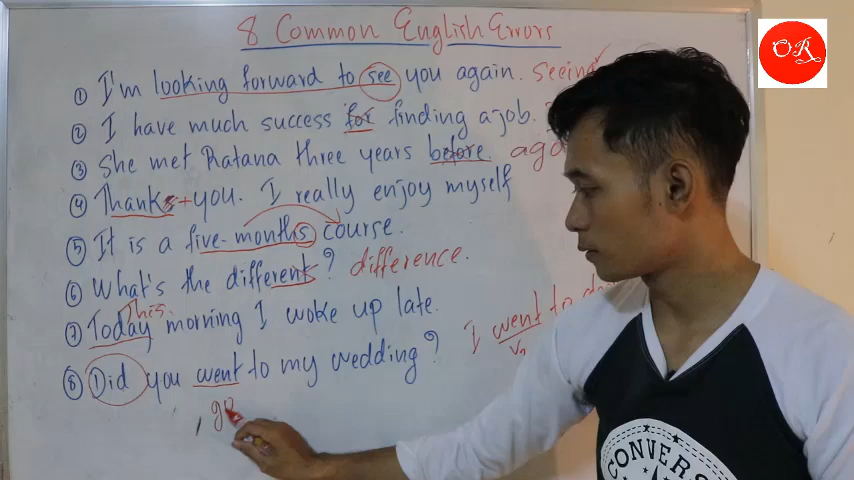 8 Common English Errors
① I'm looking forward to see you again. seeing
② I have much success for finding a job.
③ She met Ratana three years before ago
④ Thanks + you. I really enjoy myself
⑤ It is a five-months course.
⑥ What's the different? difference.
This
⑦ Today morning I woke up late.
I went to
⑧ Did you went to my wedding?
go
CONVERS
OR